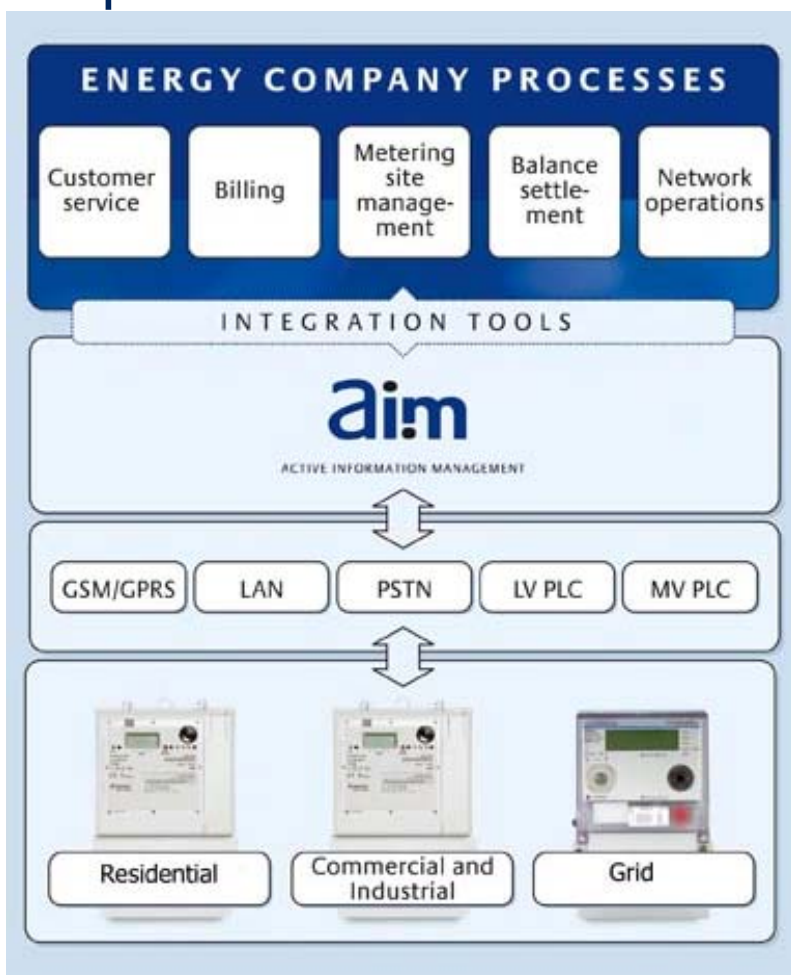 ENERGY COMPANY PROCESSES
Customer
service
Billing
Metering
site
manage-
ment
Balance
settle-
ment
Network
operations
INTEGRATION TOOLS
aim
ACTIVE INFORMATION MANAGEMENT
GSM/GPRS
LAN
PSTN
LV PLC
MV PLC
Residential
Commercial and
Industrial
Grid